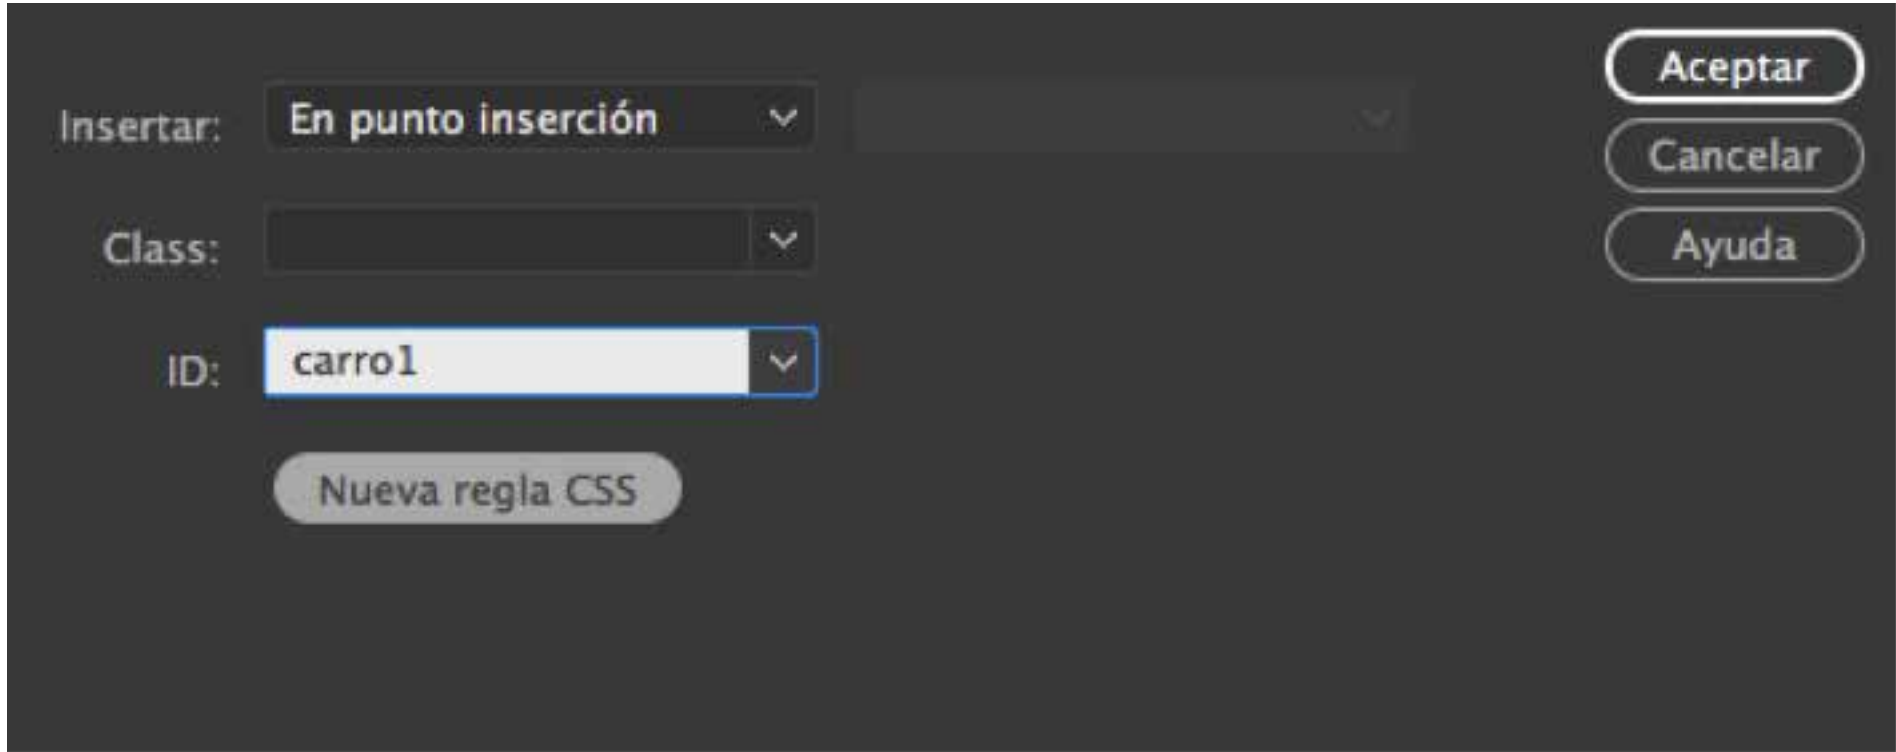 Insertar: En punto inserción
Class:
ID: carro1
Nueva regla CSS
Aceptar
Cancelar
Ayuda